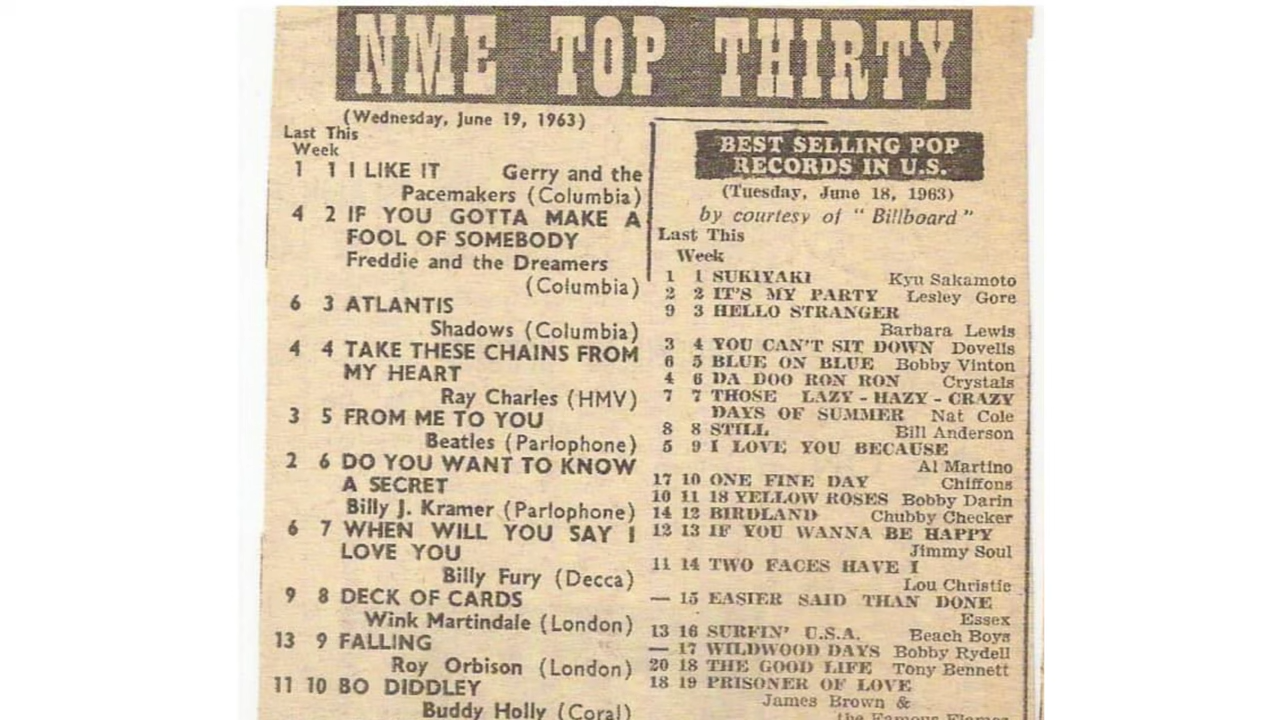 NME TOP THIRTY
(Wednesday, June 19, 1963)
Last This
Week
1 1 I LIKE IT Gerry and the
Pacemakers (Columbia)
4 2 IF YOU GOTTA MAKE A
FOOL OF SOMEBODY
Freddie and the Dreamers
(Columbia)
6 3 ATLANTIS
Shadows (Columbia)
4 4 TAKE THESE CHAINS FROM
MY HEART
Ray Charles (HMV)
3 5 FROM ME TO YOU
Beatles (Parlophone)
2 6 DO YOU WANT TO KNOW
A SECRET
Billy J. Kramer (Parlophone)
6 7 WHEN WILL YOU SAY I
LOVE YOU
Billy Fury (Decca)
9 8 DECK OF CARDS
Wink Martindale (London)
13 9 FALLING
Roy Orbison (London)
11 10 BO DIDDLEY
Buddy Holly (Coral)
BEST SELLING POP
RECORDS IN U.S.
(Tuesday, June 18, 1963)
by courtesy of "Billboard"
Last This
Week
1 1 SUKIYAKI Kyu Sakamoto
2 2 IT'S MY PARTY Lesley Gore
9 3 HELLO STRANGER
Barbara Lewis
3 4 YOU CAN'T SIT DOWN Dovells
6 5 BLUE ON BLUE Bobby Vinton
4 6 DA DOO RON RON Crystals
7 7 THOSE LAZY - HAZY - CRAZY
DAYS OF SUMMER Nat Cole
8 8 STILL Bill Anderson
5 9 I LOVE YOU BECAUSE
Al Martino
17 10 ONE FINE DAY Chiffons
10 11 18 YELLOW ROSES Bobby Darin
14 12 BIRDLAND Chubby Checker
12 13 IF YOU WANNA BE HAPPY
Jimmy Soul
11 14 TWO FACES HAVE I
Lou Christie
— 15 EASIER SAID THAN DONE
Essex
13 16 SURFIN' U.S.A. Beach Boys
— 17 WILDWOOD DAYS Bobby Rydell
20 18 THE GOOD LIFE Tony Bennett
18 19 PRISONER OF LOVE
James Brown &
the Famous Flames